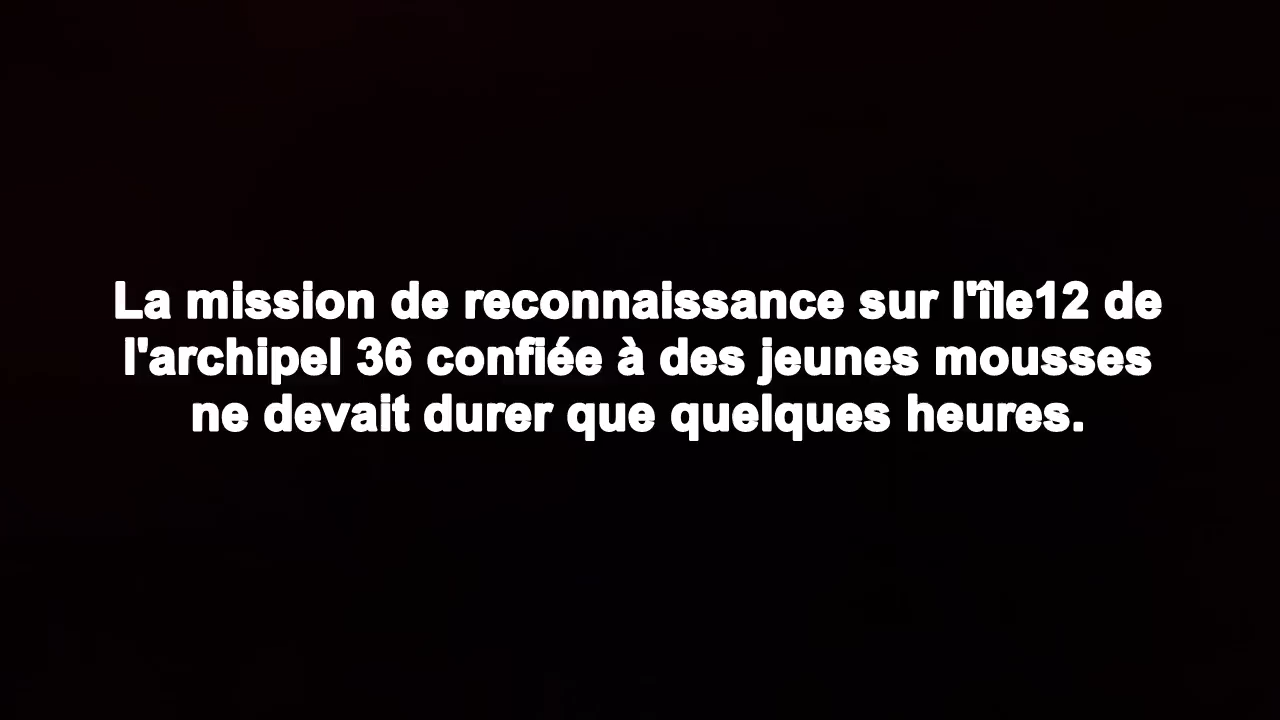 La mission de reconnaissance sur l'île12 de
l'archipel 36 confiée à des jeunes mousses
ne devait durer que quelques heures.